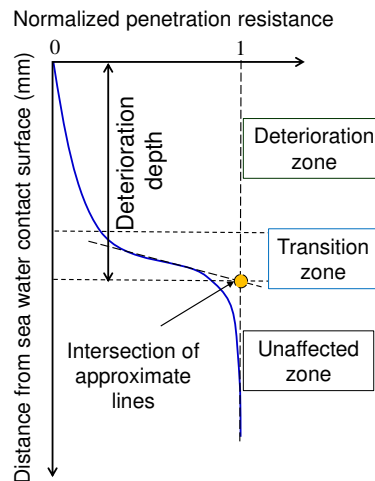 Normalized penetration resistance
0
1
Distance from sea water contact surface (mm)
Deterioration
depth
Deterioration
zone
Transition
zone
Intersection of
approximate
lines
Unaffected
zone